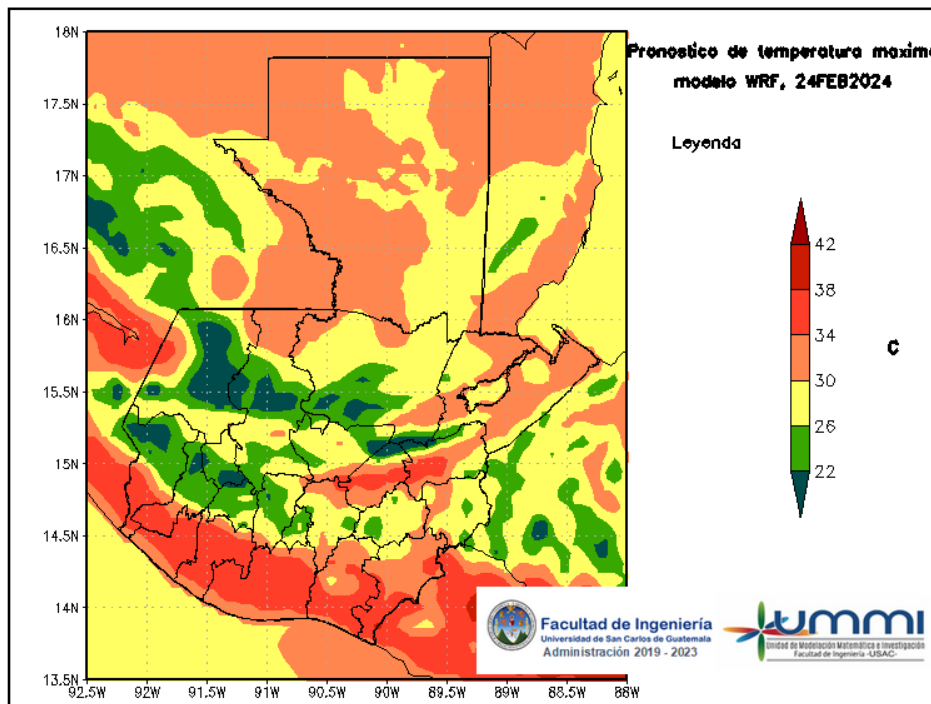 Pronostico de temperatura maxima
modelo WRF, 24FEB2024
Leyenda
42
38
34
30
26
22
C
18N
17.5N
17N
16.5N
16N
15.5N
15N
14.5N
14N
13.5N
92.5W 92W 91.5W 91W 90.5W 90W 89.5W 89W 88.5W 88W
Facultad de Ingeniería
Universidad de San Carlos de Guatemala
Administración 2019 - 2023
UMMI
Unidad de Modelación Matemática e Investigación
Facultad de Ingeniería -USAC-